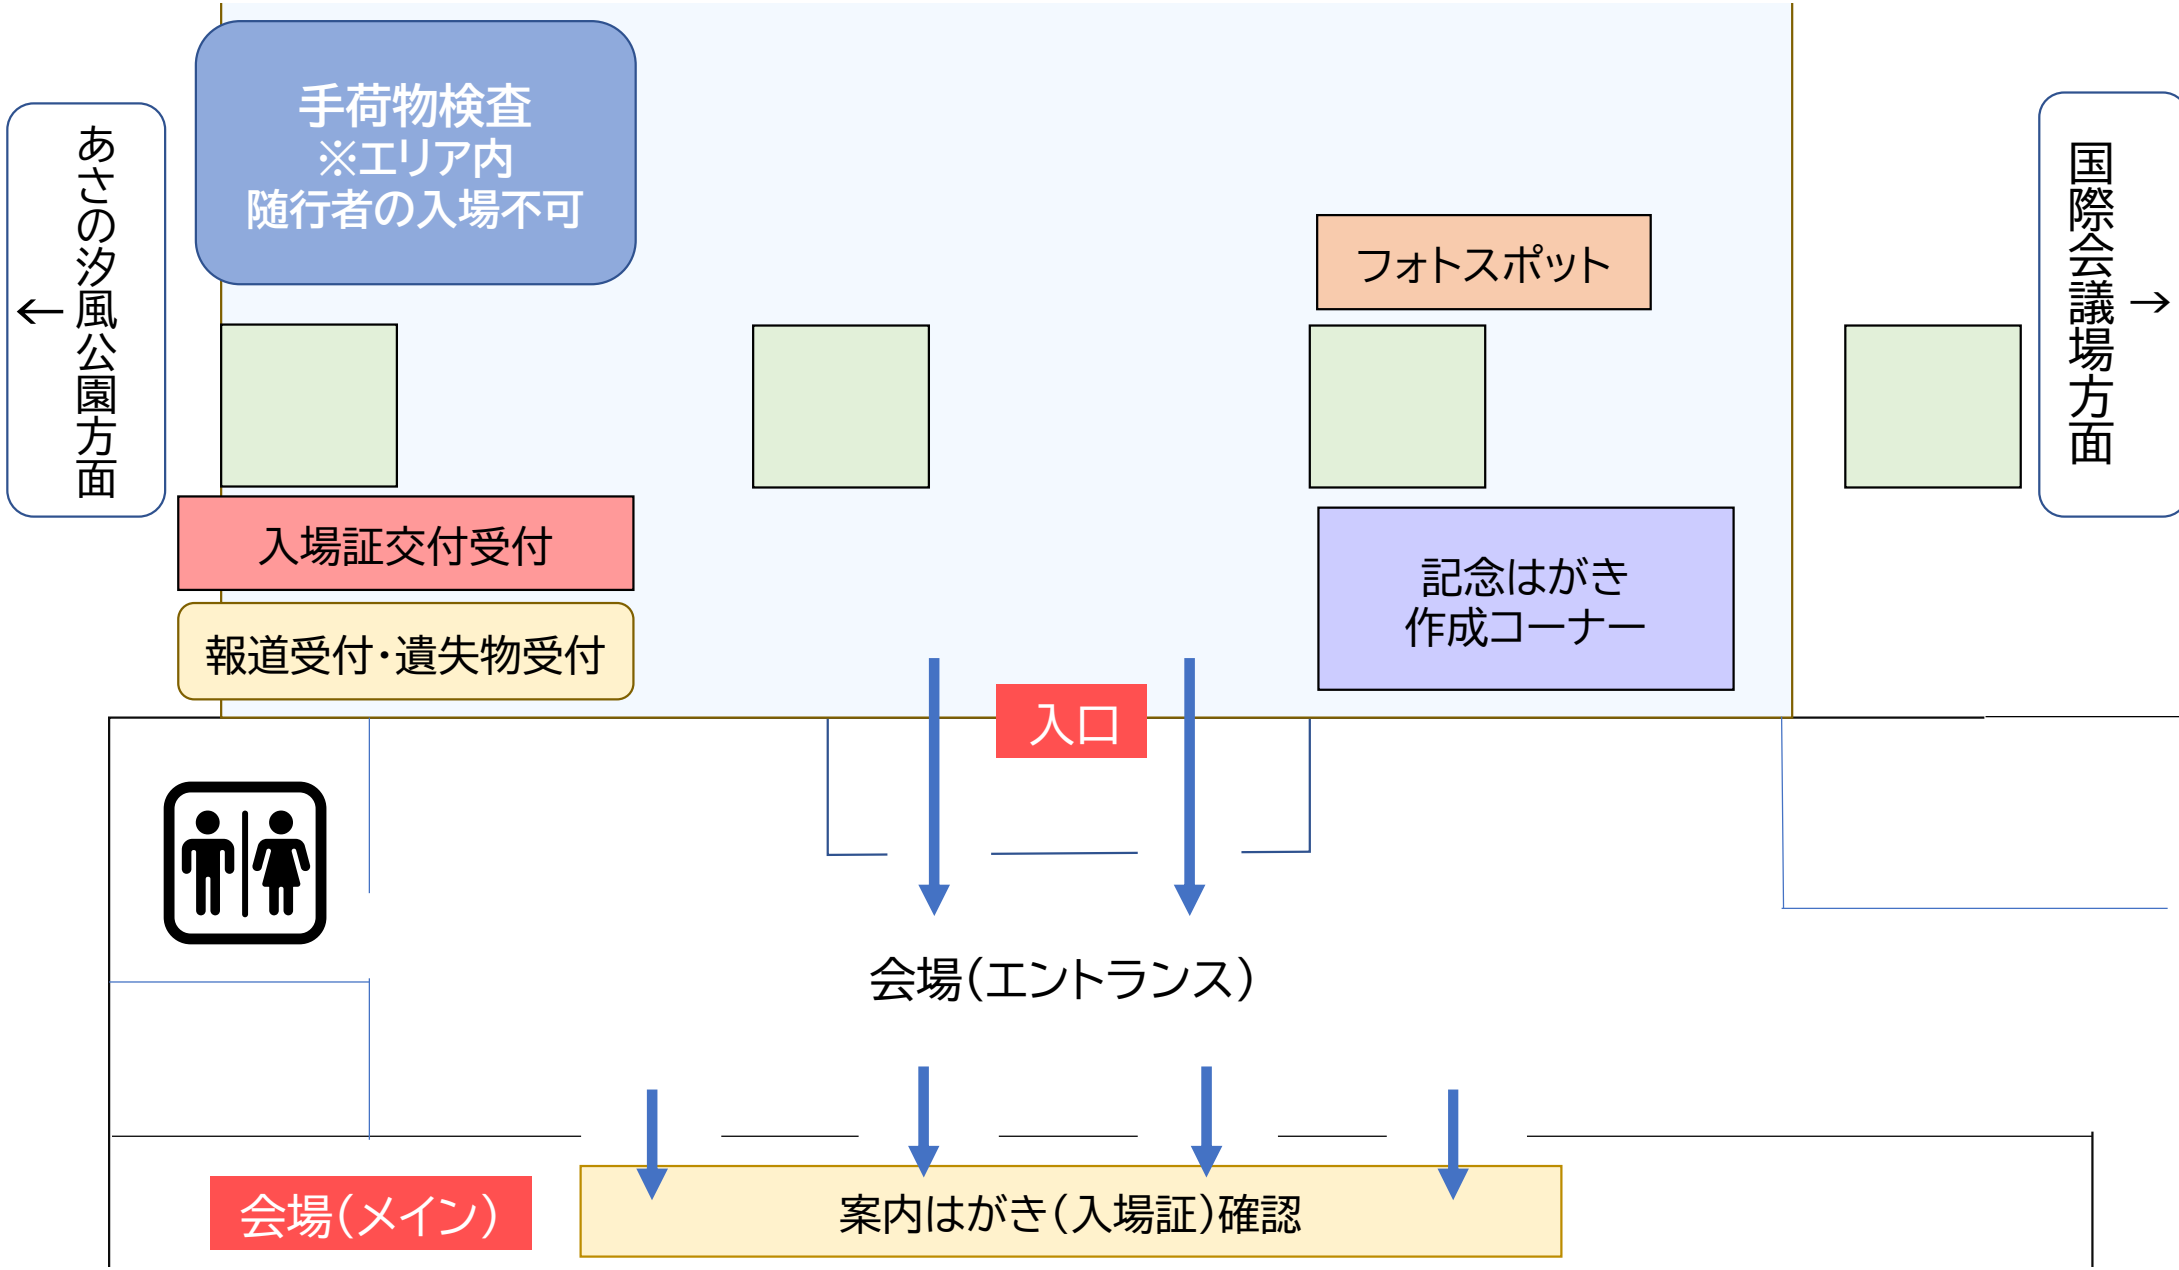 手荷物検査
※エリア内
随行者の入場不可
あさの汐風公園方面
←
国際会議場方面
→
フォトスポット
入場証交付受付
報道受付・遺失物受付
記念はがき
作成コーナー
入口
会場（エントランス）
会場（メイン）
案内はがき（入場証）確認